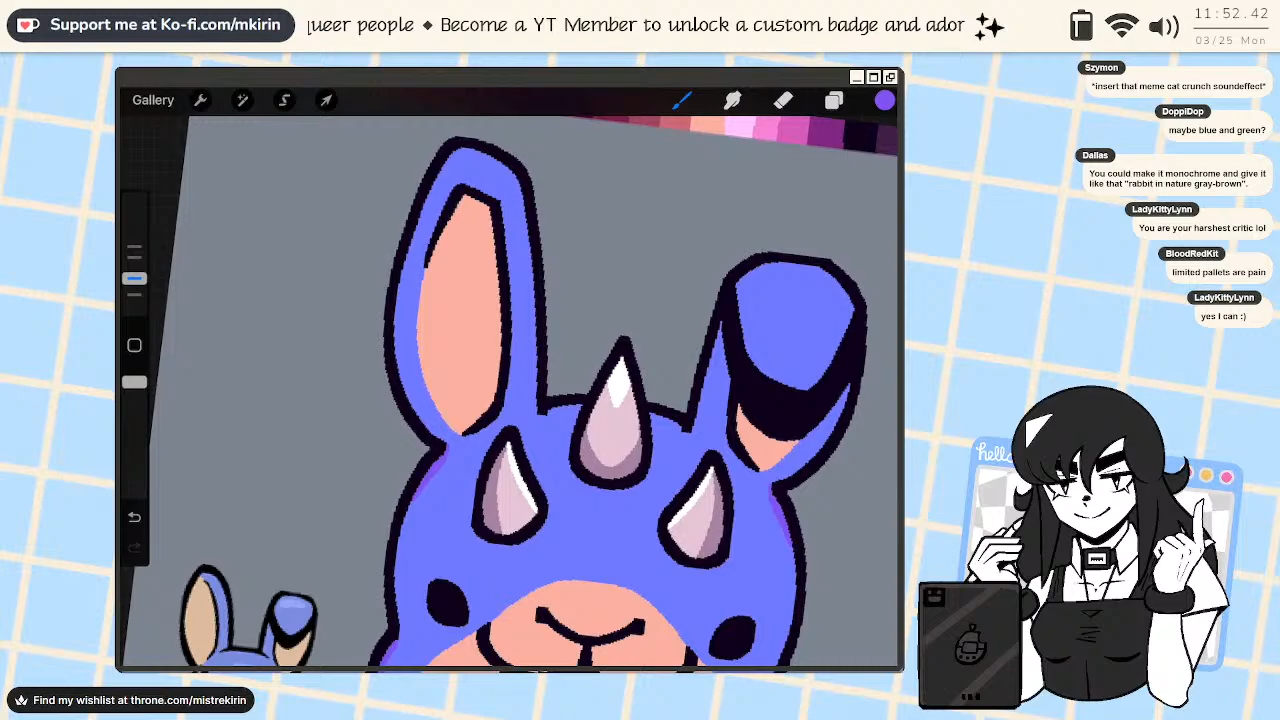 Support me at Ko-fi.com/mkirin
queer people ◆ Become a YT Member to unlock a custom badge and ador
11:52.42
03/25 Mon
Gallery
Szymon
*insert that meme cat crunch soundeffect*
DoppiDop
maybe blue and green?
Dallas
You could make it monochrome and give it
like that "rabbit in nature gray-brown".
LadyKittyLynn
You are your harshest critic lol
BloodRedKit
limited pallets are pain
LadyKittyLynn
yes I can :)
hello
Find my wishlist at throne.com/mistrekirin